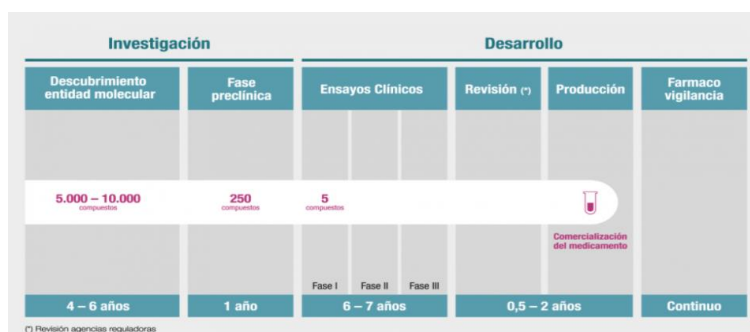 Investigación
Desarrollo
Descubrimiento
entidad molecular
Fase
preclínica
Ensayos Clínicos
Revisión (*)
Producción
Farmaco
vigilancia
5.000 – 10.000
compuestos
250
compuestos
5
compuestos
Comercialización
del medicamento
Fase I
Fase II
Fase III
4 – 6 años
1 año
6 – 7 años
0,5 – 2 años
Continuo
(*) Revisión agencias reguladoras